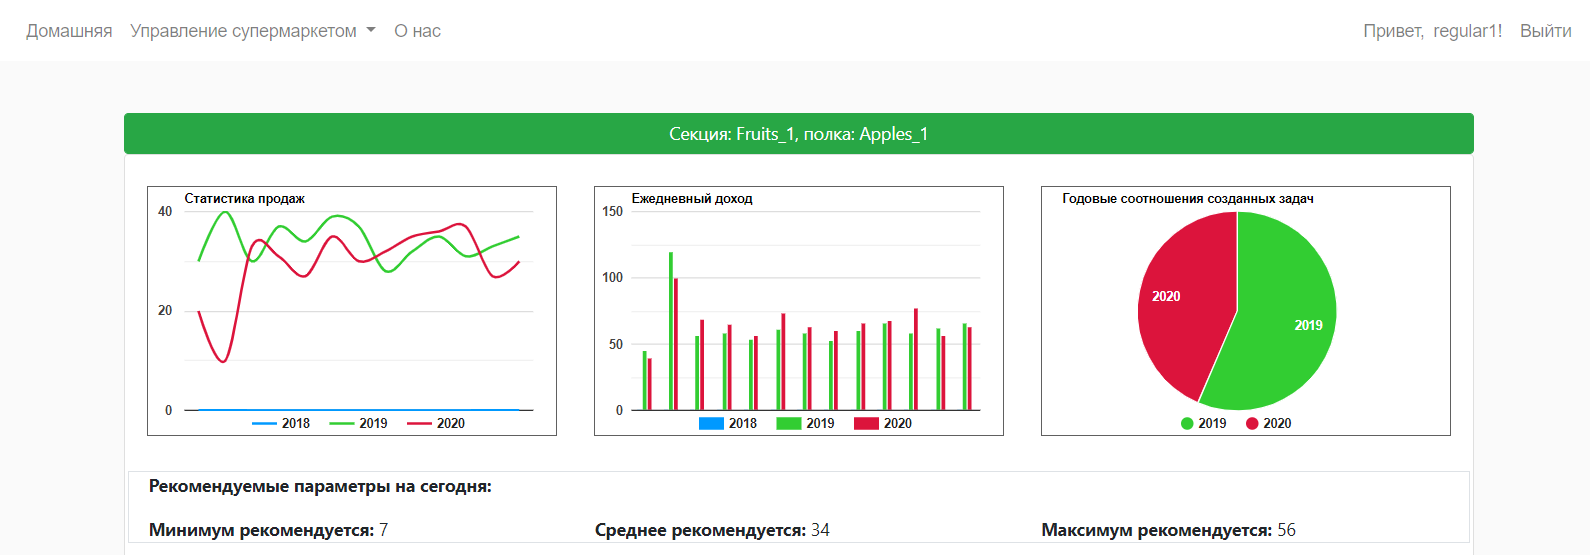 Домашняя Управление супермаркетом О нас Привет, regular1! Выйти
Секция: Fruits_1, полка: Apples_1
Статистика продаж
40
20
0
2018 2019 2020
Ежедневный доход
150
100
50
0
2018 2019 2020
Годовые соотношения созданных задач
2020
2019
2019 2020
Рекомендуемые параметры на сегодня:
Минимум рекомендуется: 7 Среднее рекомендуется: 34 Максимум рекомендуется: 56